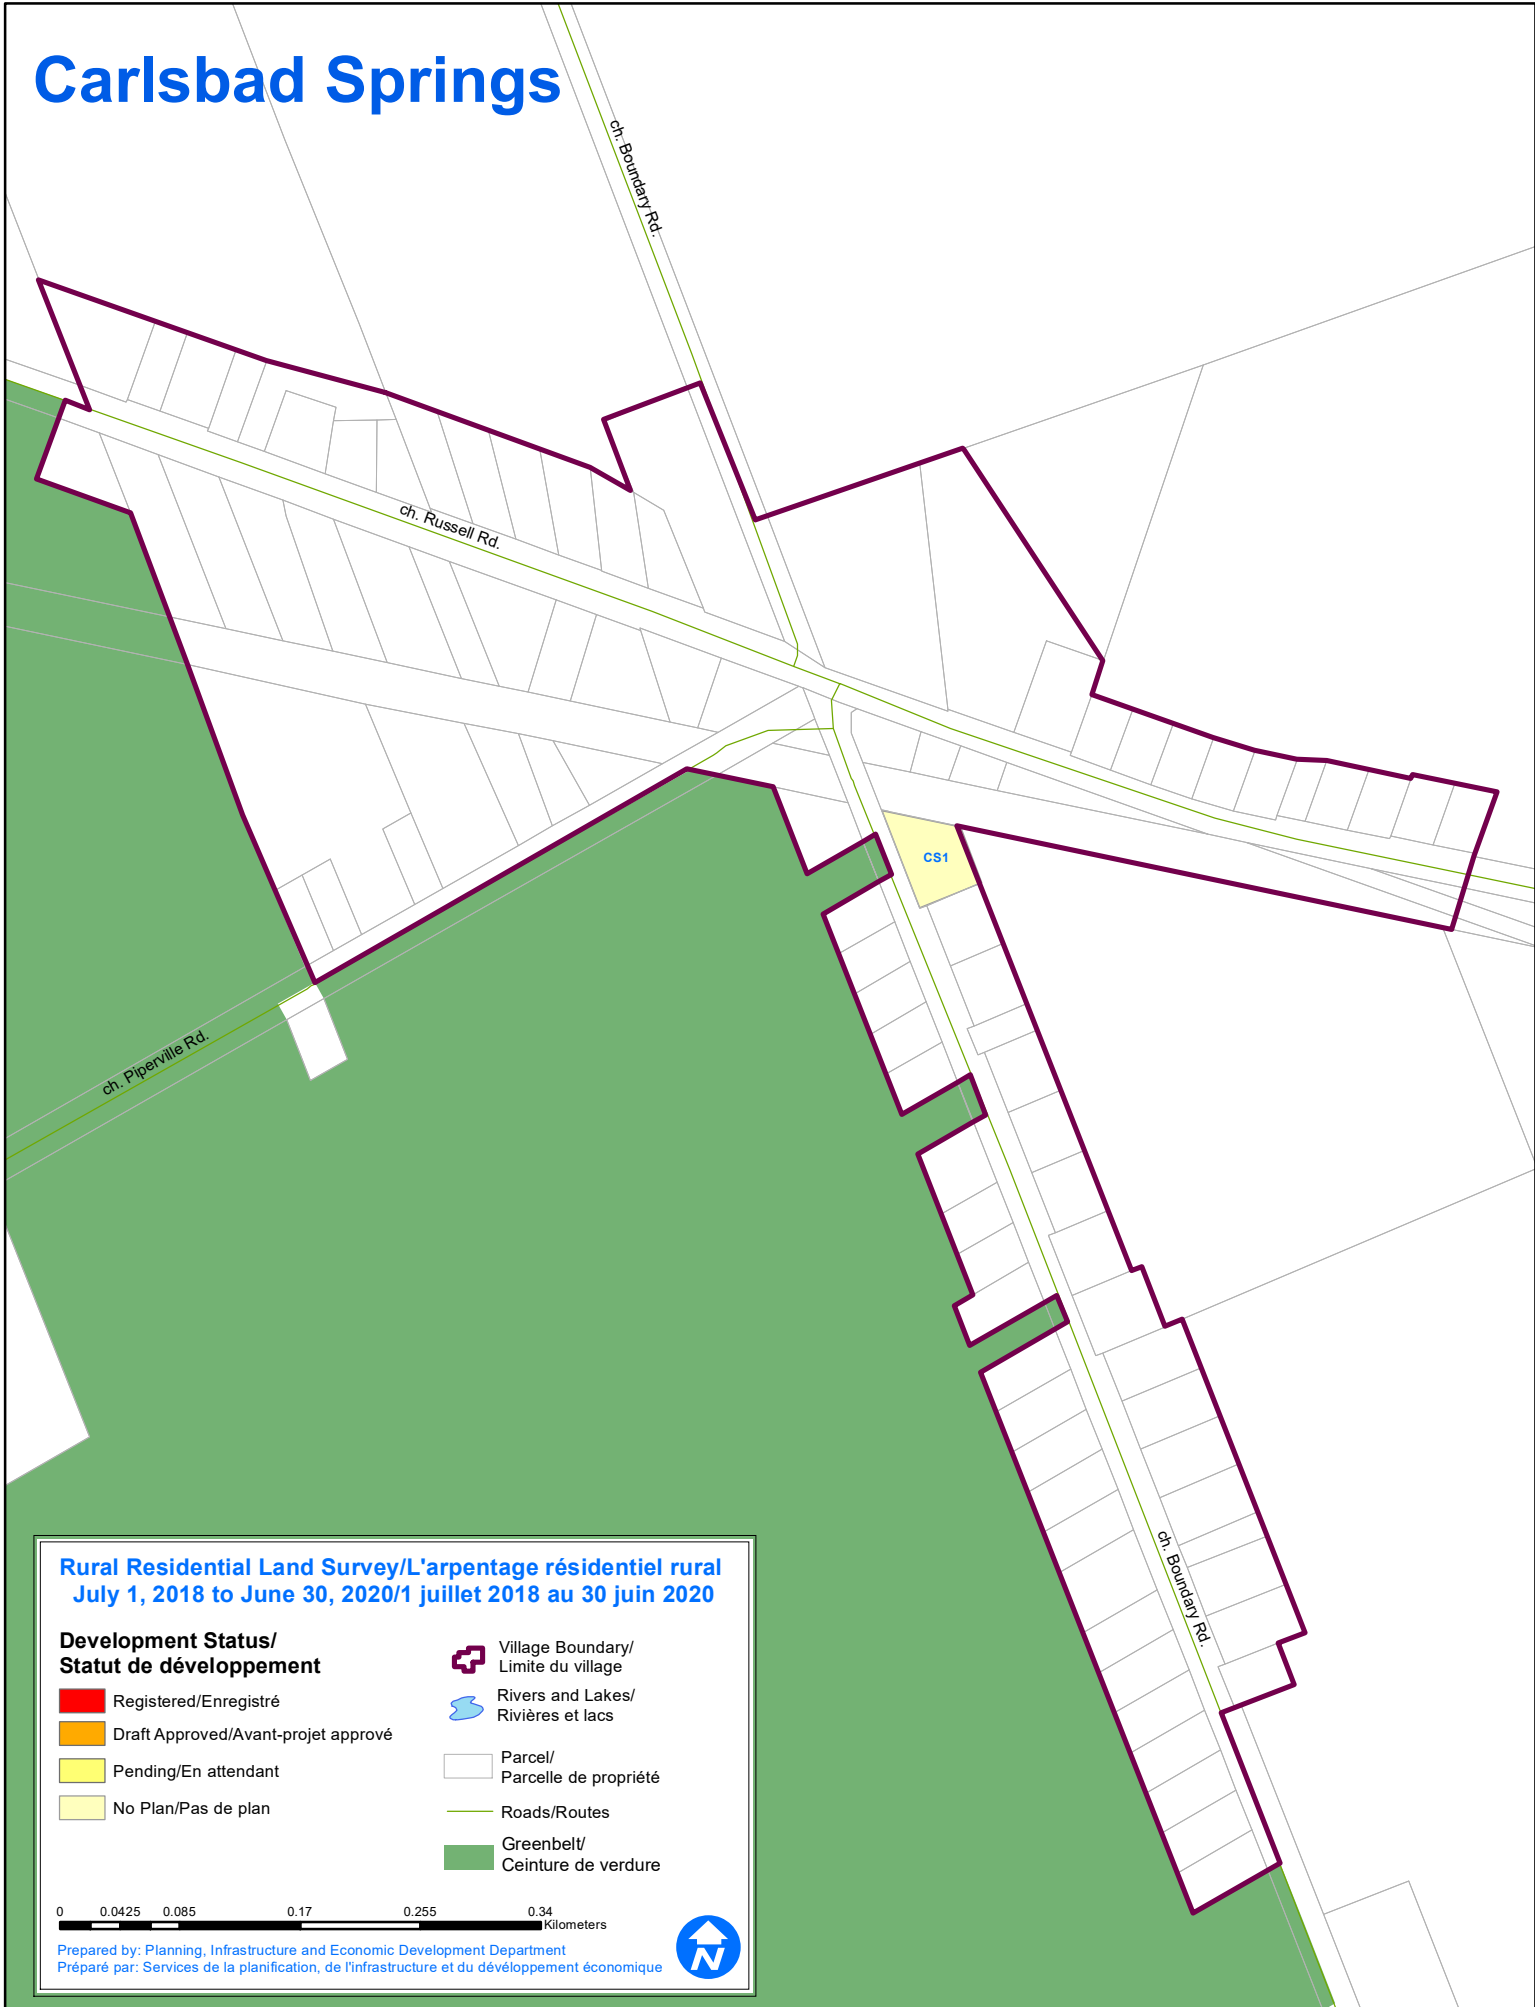 Carlsbad Springs
ch. Boundary Rd.
ch. Russell Rd.
CS1
ch. Piperville Rd.
ch. Boundary Rd.
Rural Residential Land Survey/L'arpentage résidentiel rural
July 1, 2018 to June 30, 2020/1 juillet 2018 au 30 juin 2020
Development Status/
Statut de développement
Registered/Enregistré
Draft Approved/Avant-projet apprové
Pending/En attendant
No Plan/Pas de plan
Village Boundary/
Limite du village
Rivers and Lakes/
Rivières et lacs
Parcel/
Parcelle de propriété
Roads/Routes
Greenbelt/
Ceinture de verdure
0 0.0425 0.085 0.17 0.255 0.34
Kilometers
Prepared by: Planning, Infrastructure and Economic Development Department
Préparé par: Services de la planification, de l'infrastructure et du dévéloppement économique
N